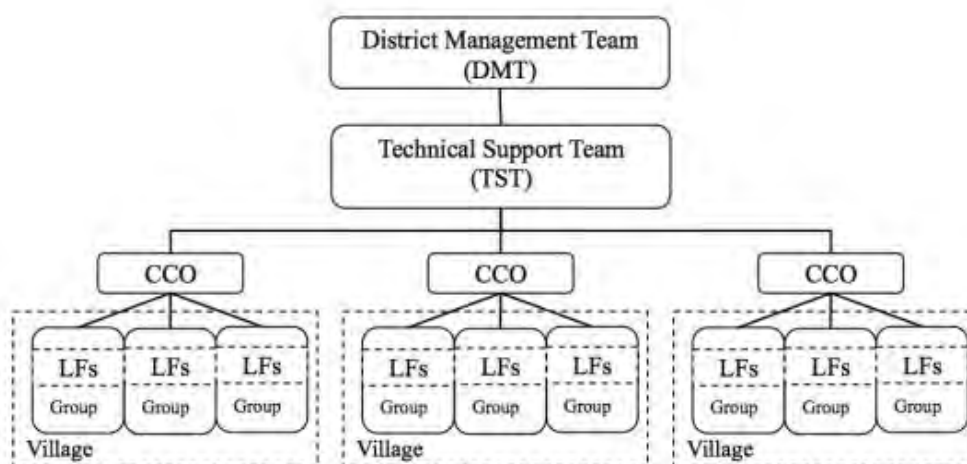 District Management Team
(DMT)
Technical Support Team
(TST)
CCO CCO CCO
LFs LFs LFs LFs LFs LFs LFs LFs LFs
Group Group Group Group Group Group Group Group Group
Village Village Village